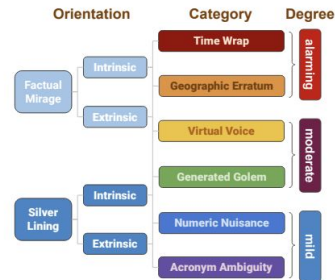 Orientation Category Degree
Time Wrap
Intrinsic
Factual
Mirage
Geographic Erratum
alarming
Extrinsic
Virtual Voice
Generated Golem
moderate
Intrinsic
Silver
Lining
Numeric Nuisance
Extrinsic
Acronym Ambiguity
mild